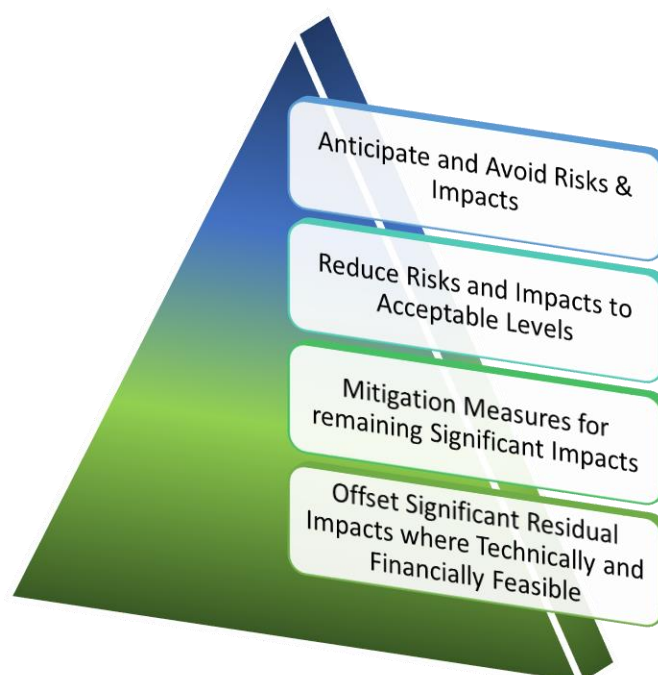 Anticipate and Avoid Risks &
Impacts
Reduce Risks and Impacts to
Acceptable Levels
Mitigation Measures for
remaining Significant Impacts
Offset Significant Residual
Impacts where Technically and
Financially Feasible